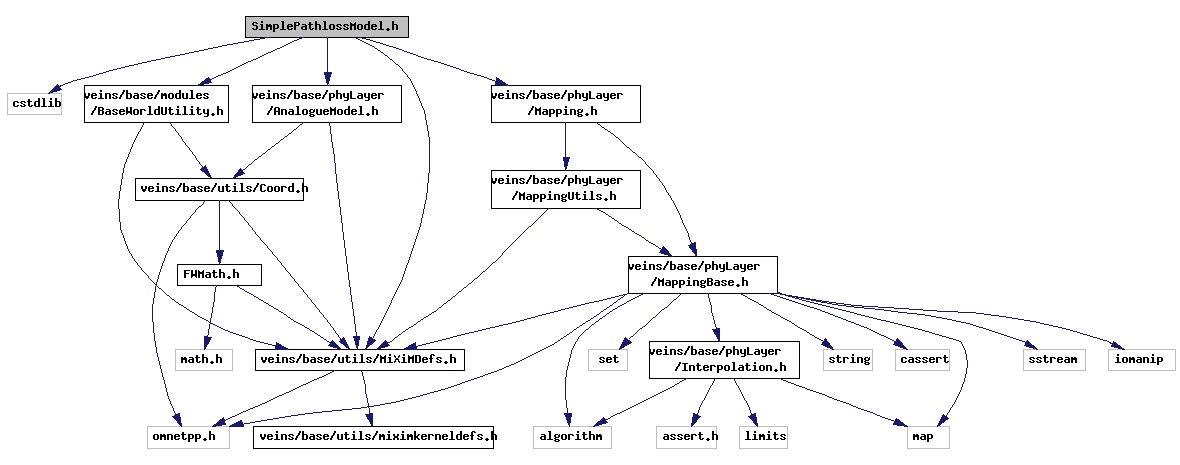 SimplePathlossModel.h
cstdlib
veins/base/modules
/BaseWorldUtility.h
veins/base/phyLayer
/AnalogueModel.h
veins/base/phyLayer
/Mapping.h
veins/base/utils/Coord.h
veins/base/phyLayer
/MappingUtils.h
FWMath.h
veins/base/phyLayer
/MappingBase.h
math.h
veins/base/utils/MiXiMDefs.h
set
veins/base/phyLayer
/Interpolation.h
string
cassert
sstream
iomanip
omnetpp.h
veins/base/utils/miximkerneldefs.h
algorithm
assert.h
limits
map